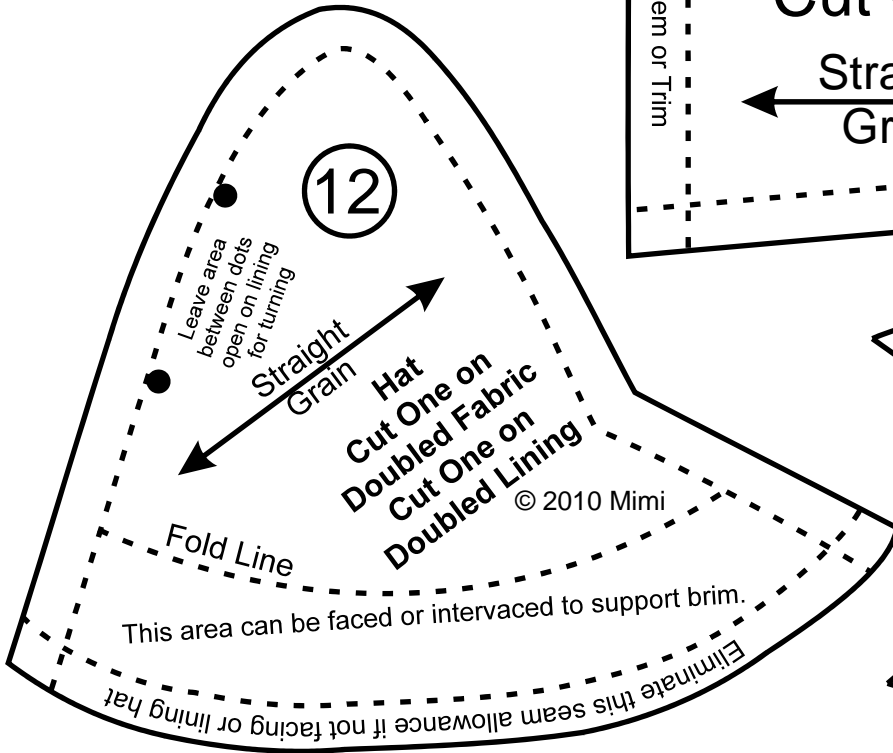 Cut
em or Trim
Stra
Gr
12
Leave area
between dots
open on lining
for turning
Straight
Grain
Hat
Cut One on
Doubled Fabric
Cut One on
Doubled Lining
© 2010 Mimi
Fold Line
This area can be faced or intervaced to support brim.
Eliminate this seam allowance if not facing or lining hat